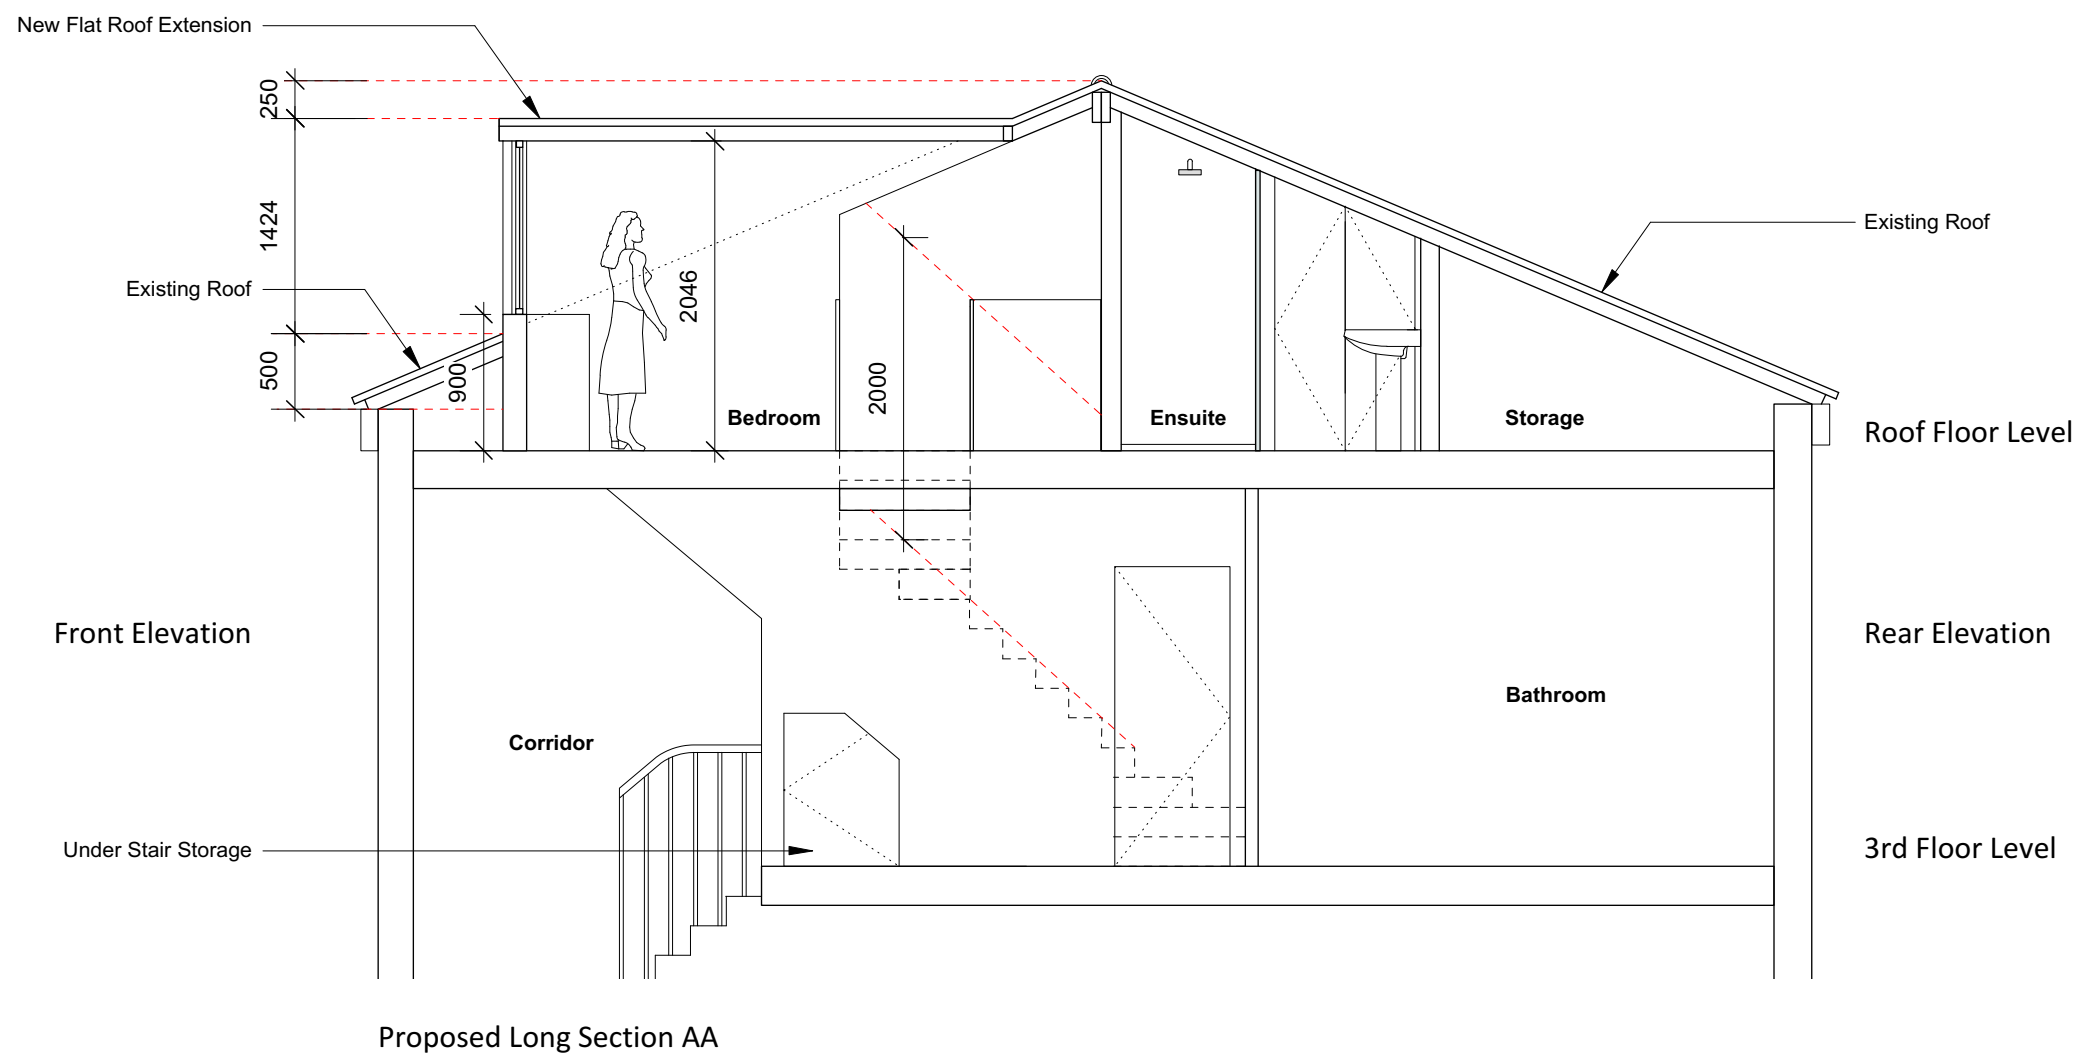 New Flat Roof Extension
250
1424
Existing Roof
Existing Roof
2046
500
900
2000
Bedroom
Ensuite
Storage
Roof Floor Level
Front Elevation
Rear Elevation
Bathroom
Corridor
Under Stair Storage
3rd Floor Level
Proposed Long Section AA